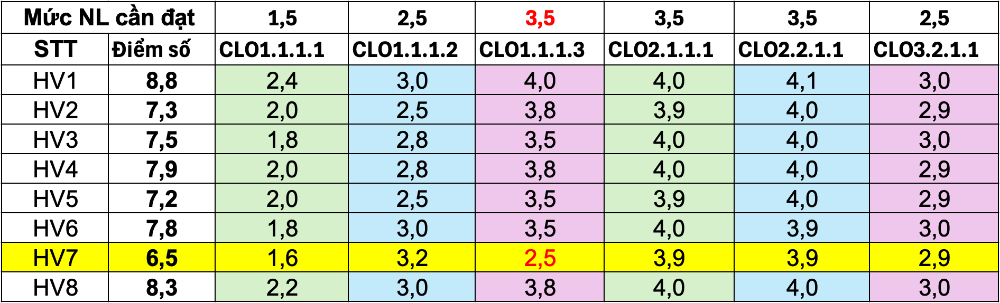 Mức NL cần đạt 1,5 2,5 3,5 3,5 3,5 2,5
STT Điểm số CLO1.1.1.1 CLO1.1.1.2 CLO1.1.1.3 CLO2.1.1.1 CLO2.2.1.1 CLO3.2.1.1
HV1 8,8 2,4 3,0 4,0 4,0 4,1 3,0
HV2 7,3 2,0 2,5 3,8 3,9 4,0 2,9
HV3 7,5 1,8 2,8 3,5 4,0 4,0 3,0
HV4 7,9 2,0 2,8 3,8 4,0 4,0 2,9
HV5 7,2 2,0 2,5 3,5 3,9 4,0 2,9
HV6 7,8 1,8 3,0 3,5 4,0 3,9 3,0
HV7 6,5 1,6 3,2 2,5 3,9 3,9 2,9
HV8 8,3 2,2 3,0 3,8 4,0 4,0 3,0